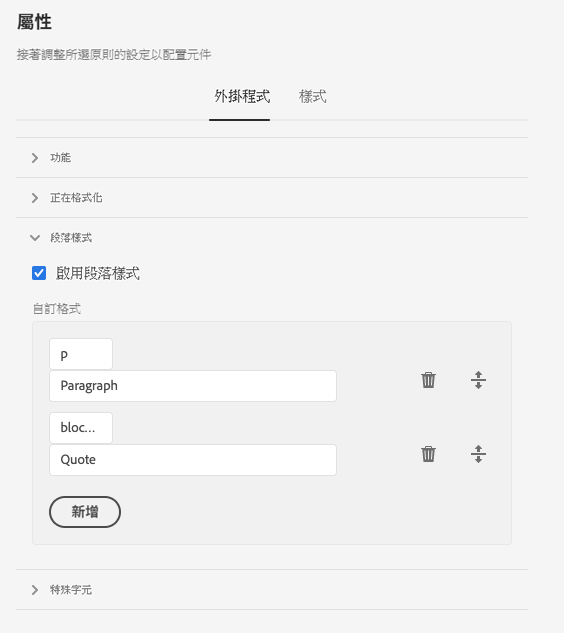 屬性
接著調整所選原則的設定以配置元件
外掛程式 樣式
功能
正在格式化
段落樣式
啟用段落樣式
自訂格式
p
Paragraph
bloc...
Quote
新增
特殊字元